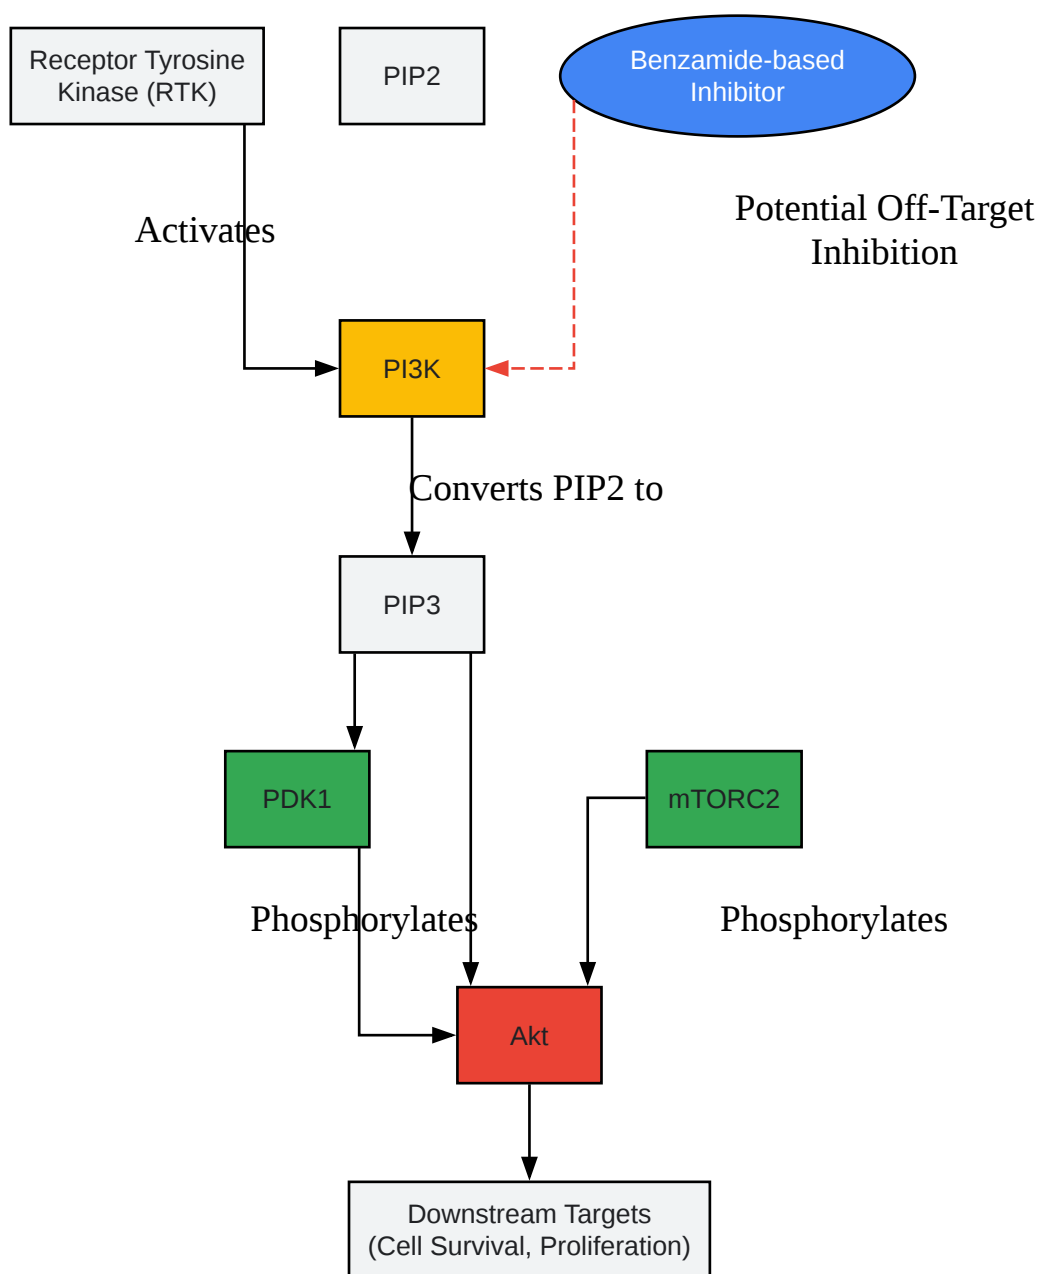 Receptor Tyrosine
Kinase (RTK)
PIP2
Benzamide-based
Inhibitor
Activates
Potential Off-Target
Inhibition
PI3K
Converts PIP2 to
PIP3
PDK1
mTORC2
Phosphorylates
Phosphorylates
Akt
Downstream Targets
(Cell Survival, Proliferation)